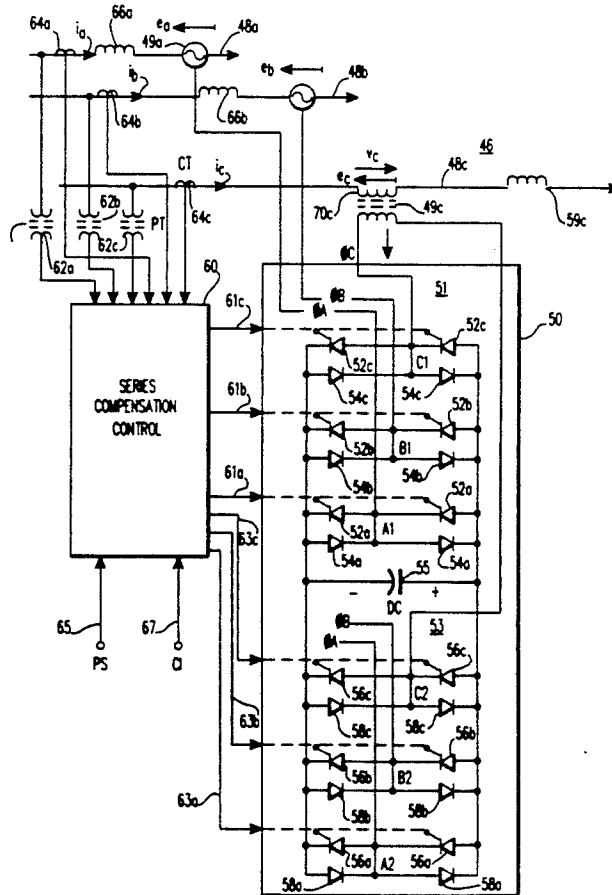 64a
66a
ia
ea
49a
48a
ib
eb
48b
64b
66b
CT
ic
vc
ec
46
48c
70c
49c
59c
64c
62b
PT
62c
62a
60
61c
øC
øB
øA
51
50
52c
C1
52c
54c
54c
SERIES
COMPENSATION
CONTROL
61b
52b
52b
B1
54b
54b
61a
63c
52a
52a
A1
54a
54a
55
-
DC
+
65
67
PS
CI
øB
øA
53
56c
56c
C2
58c
58c
63b
56b
56b
B2
58b
58b
63a
56a
56a
A2
58a
58a